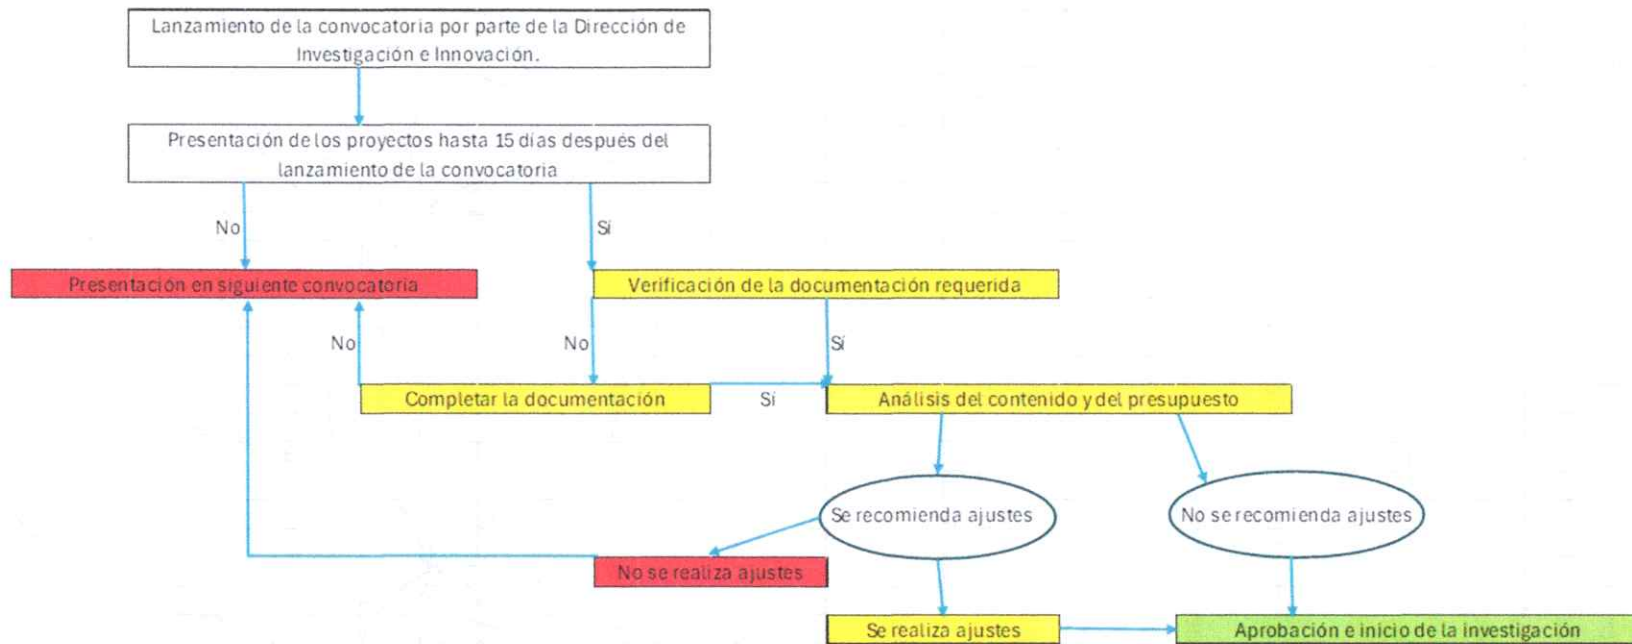 Lanzamiento de la convocatoria por parte de la Dirección de
Investigación e Innovación.
Presentación de los proyectos hasta 15 días después del
lanzamiento de la convocatoria
No
Sí
Presentación en siguiente convocatoria
Verificación de la documentación requerida
No
No
Sí
Completar la documentación
Sí
Análisis del contenido y del presupuesto
Se recomienda ajustes
No se recomienda ajustes
No se realiza ajustes
Se realiza ajustes
Aprobación e inicio de la investigación